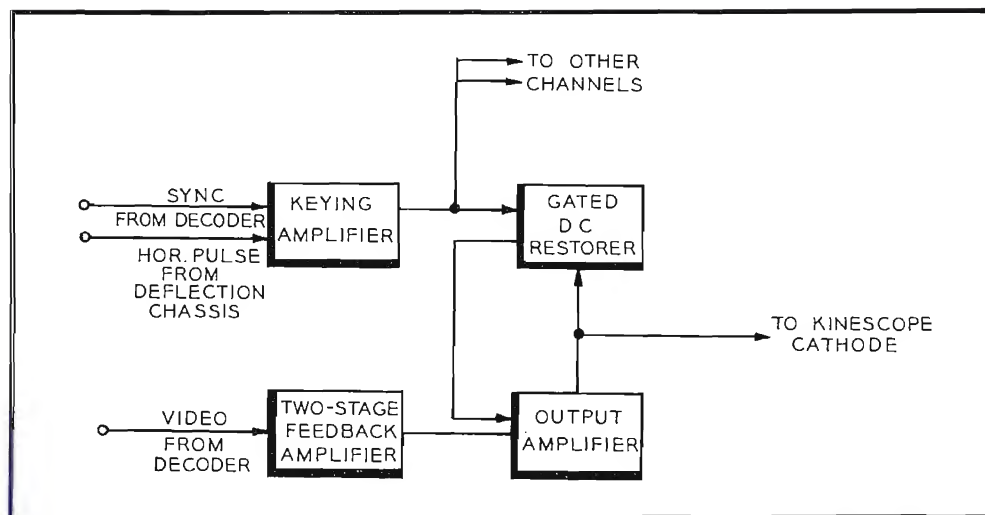 TO OTHER
CHANNELS
SYNC
FROM DECODER
HOR. PULSE
FROM
DEFLECTION
CHASSIS
KEYING
AMPLIFIER
GATED
DC
RESTORER
TO KINESCOPE
CATHODE
VIDEO
FROM
DECODER
TWO-STAGE
FEEDBACK
AMPLIFIER
OUTPUT
AMPLIFIER